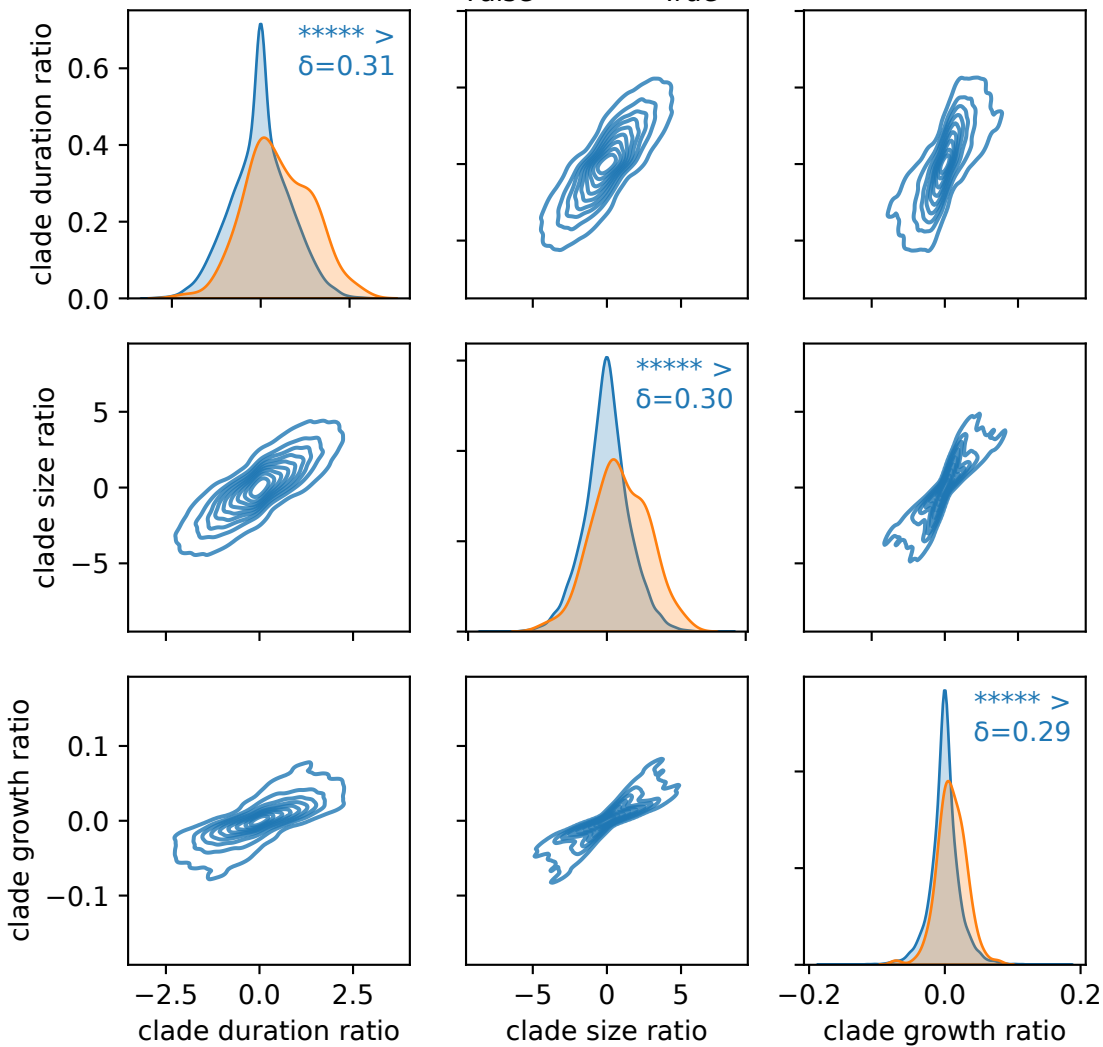 ***** >
δ=0.31
clade duration ratio
0.6
0.4
0.2
0.0
***** >
δ=0.30
clade size ratio
5
0
−5
***** >
δ=0.29
clade growth ratio
0.1
0.0
−0.1
−2.5 0.0 2.5 −5 0 5 −0.2 0.0 0.2
clade duration ratio clade size ratio clade growth ratio